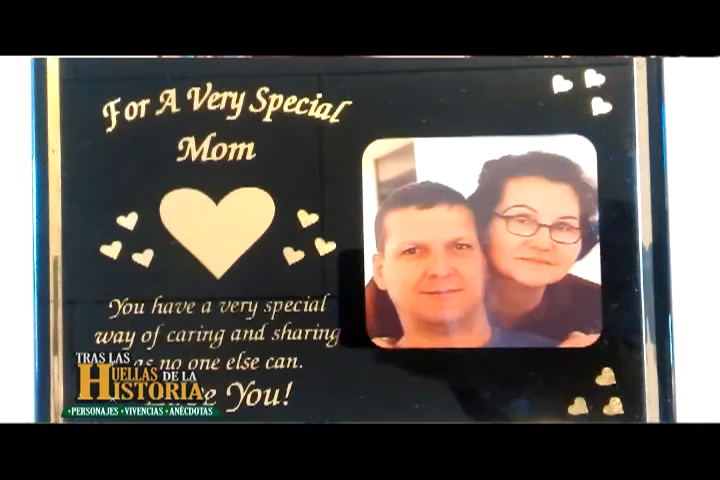 For A Very Special
Mom
You have a very special
way of caring and sharing
as no one else can.
You!
TRAS LAS
HUELLAS DE LA
HISTORIA
• PERSONAJES • VIVENCIAS • ANÉCDOTAS